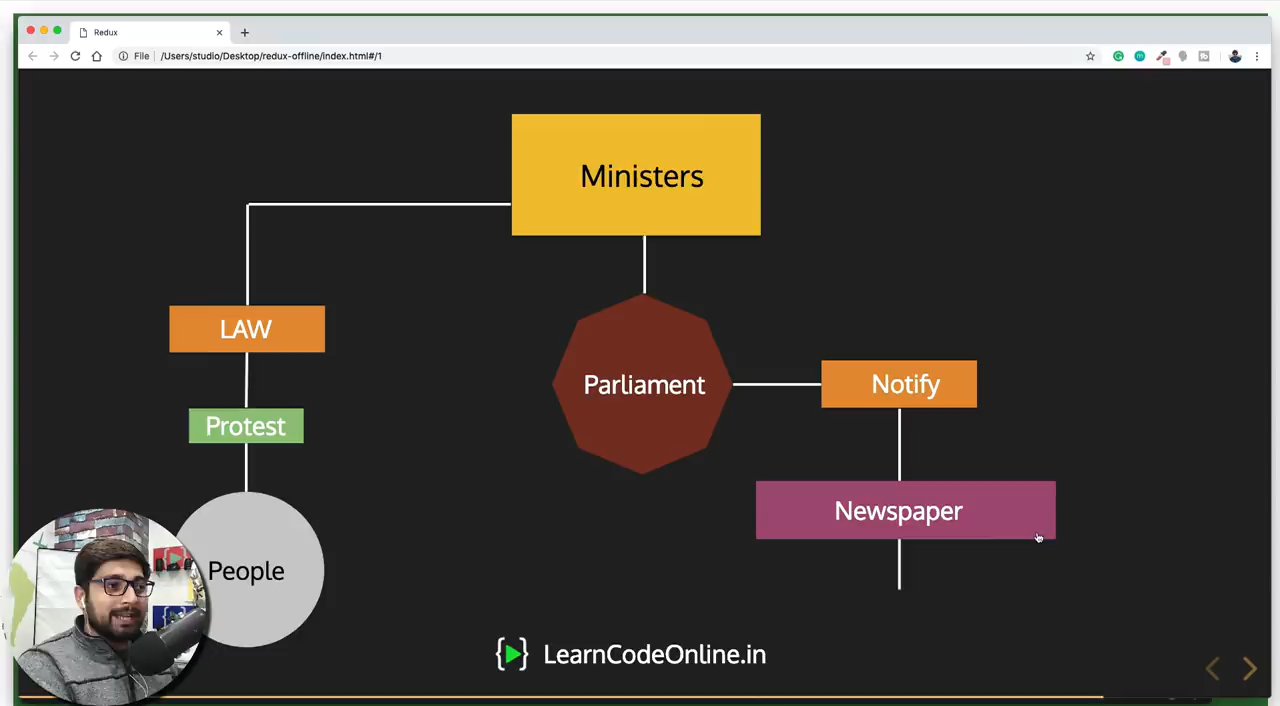 Redux
File
/Users/studio/Desktop/redux-offline/index.html#/1
Ministers
LAW
Parliament
Notify
Protest
Newspaper
People
LearnCodeOnline.in